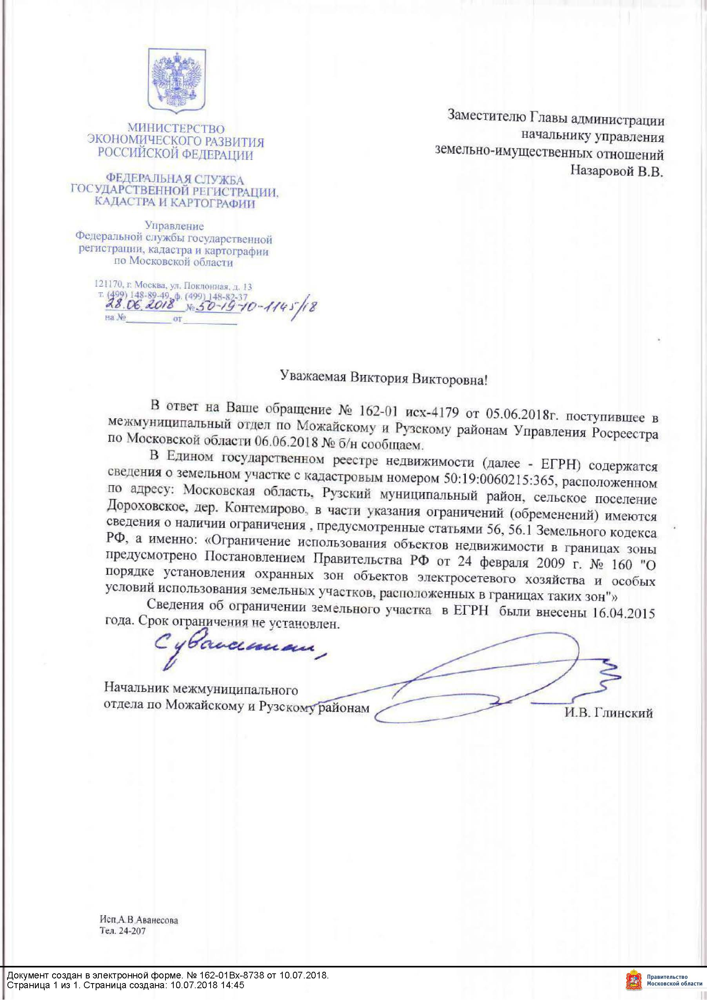 МИНИСТЕРСТВО
ЭКОНОМИЧЕСКОГО РАЗВИТИЯ
РОССИЙСКОЙ ФЕДЕРАЦИИ
ФЕДЕРАЛЬНАЯ СЛУЖБА
ГОСУДАРСТВЕННОЙ РЕГИСТРАЦИИ,
КАДАСТРА И КАРТОГРАФИИ
Управление
Федеральной службы государственной
регистрации, кадастра и картографии
по Московской области
121170, г. Москва, ул. Поклонная, д. 13
т. (499) 148-89-49, ф. (499) 148-82-37
28.06.2018 № 50-19-10-1145/18
на № __________ от __________
Заместителю Главы администрации
начальнику управления
земельно-имущественных отношений
Назаровой В.В.
Уважаемая Виктория Викторовна!
В ответ на Ваше обращение № 162-01 исх-4179 от 05.06.2018г. поступившее в
межмуниципальный отдел по Можайскому и Рузскому районам Управления Росреестра
по Московской области 06.06.2018 № б/н сообщаем.
В Едином государственном реестре недвижимости (далее - ЕГРН) содержатся
сведения о земельном участке с кадастровым номером 50:19:0060215:365, расположенном
по адресу: Московская область, Рузский муниципальный район, сельское поселение
Дороховское, дер. Контемирово, в части указания ограничений (обременений) имеются
сведения о наличии ограничения , предусмотренные статьями 56, 56.1 Земельного кодекса
РФ, а именно: «Ограничение использования объектов недвижимости в границах зоны
предусмотрено Постановлением Правительства РФ от 24 февраля 2009 г. № 160 "О
порядке установления охранных зон объектов электросетевого хозяйства и особых
условий использования земельных участков, расположенных в границах таких зон"»
Сведения об ограничении земельного участка в ЕГРН были внесены 16.04.2015
года. Срок ограничения не установлен.
С уважением,
Начальник межмуниципального
отдела по Можайскому и Рузскому районам
И.В. Глинский
Исп.А.В.Аванесова
Тел. 24-207
Документ создан в электронной форме. № 162-01Вх-8738 от 10.07.2018.
Страница 1 из 1. Страница создана: 10.07.2018 14:45
Правительство
Московской области